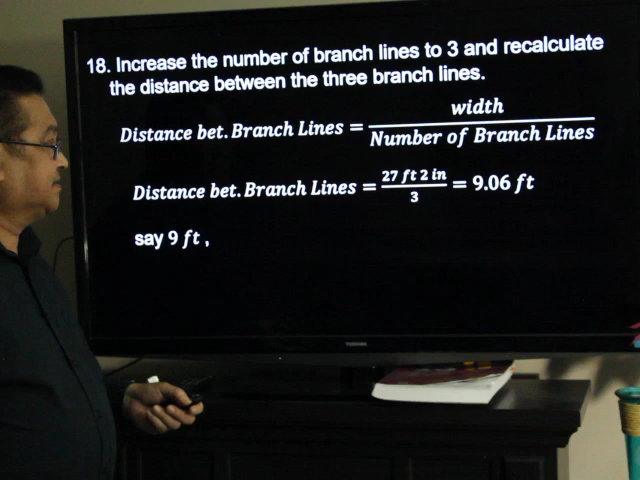 18. Increase the number of branch lines to 3 and recalculate
the distance between the three branch lines.
Distance bet. Branch Lines = width / Number of Branch Lines
Distance bet. Branch Lines = 27 ft 2 in / 3 = 9.06 ft
say 9 ft ,
TOSHIBA